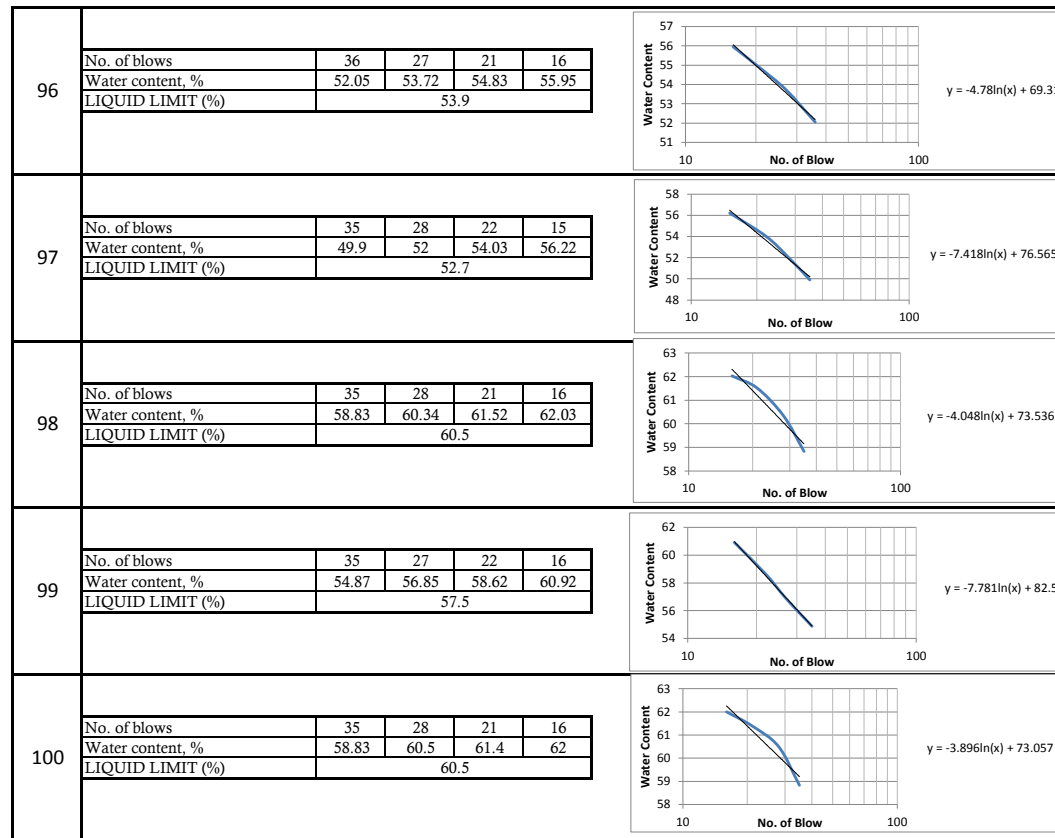 96
No. of blows 36 27 21 16
Water content, % 52.05 53.72 54.83 55.95
LIQUID LIMIT (%) 53.9
Water Content
57
56
55
54
53
52
51
10 100
No. of Blow
y = -4.78ln(x) + 69.31
97
No. of blows 35 28 22 15
Water content, % 49.9 52 54.03 56.22
LIQUID LIMIT (%) 52.7
Water Content
58
56
54
52
50
48
10 100
No. of Blow
y = -7.418ln(x) + 76.565
98
No. of blows 35 28 21 16
Water content, % 58.83 60.34 61.52 62.03
LIQUID LIMIT (%) 60.5
Water Content
63
62
61
60
59
58
10 100
No. of Blow
y = -4.048ln(x) + 73.536
99
No. of blows 35 27 22 16
Water content, % 54.87 56.85 58.62 60.92
LIQUID LIMIT (%) 57.5
Water Content
62
60
58
56
54
10 100
No. of Blow
y = -7.781ln(x) + 82.5
100
No. of blows 35 28 21 16
Water content, % 58.83 60.5 61.4 62
LIQUID LIMIT (%) 60.5
Water Content
63
62
61
60
59
58
10 100
No. of Blow
y = -3.896ln(x) + 73.057